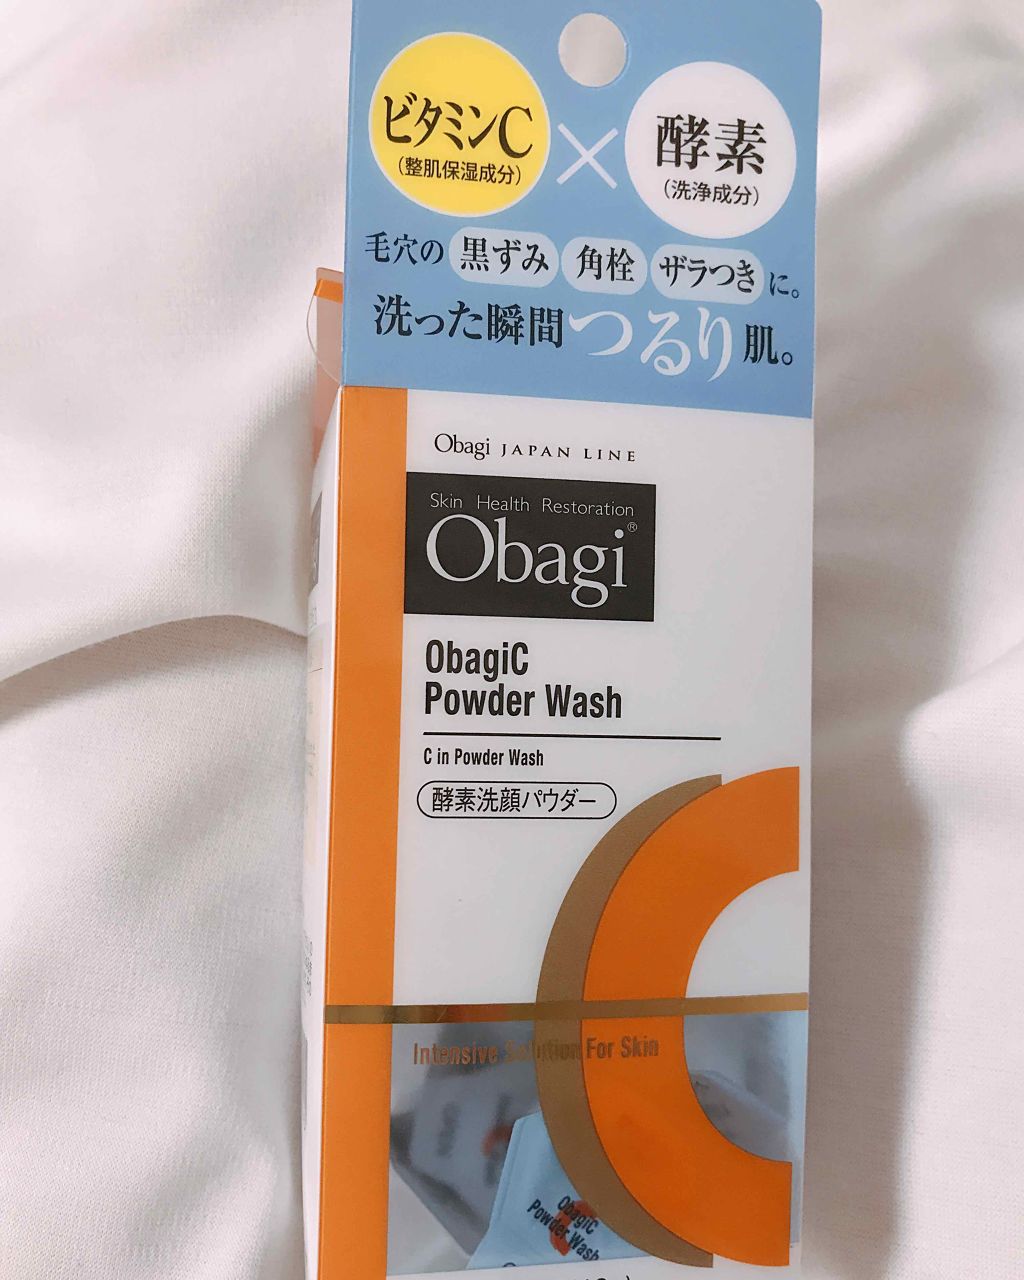 ビタミンC
(整肌保湿成分)
×
酵素
(洗浄成分)
毛穴の 黒ずみ 角栓 ザラつき に。
洗った瞬間つるり肌。
Obagi JAPAN LINE
Skin Health Restoration
Obagi®
ObagiC
Powder Wash
C in Powder Wash
酵素洗顔パウダー
Intensive Solution For Skin
ObagiC
Powder Wash